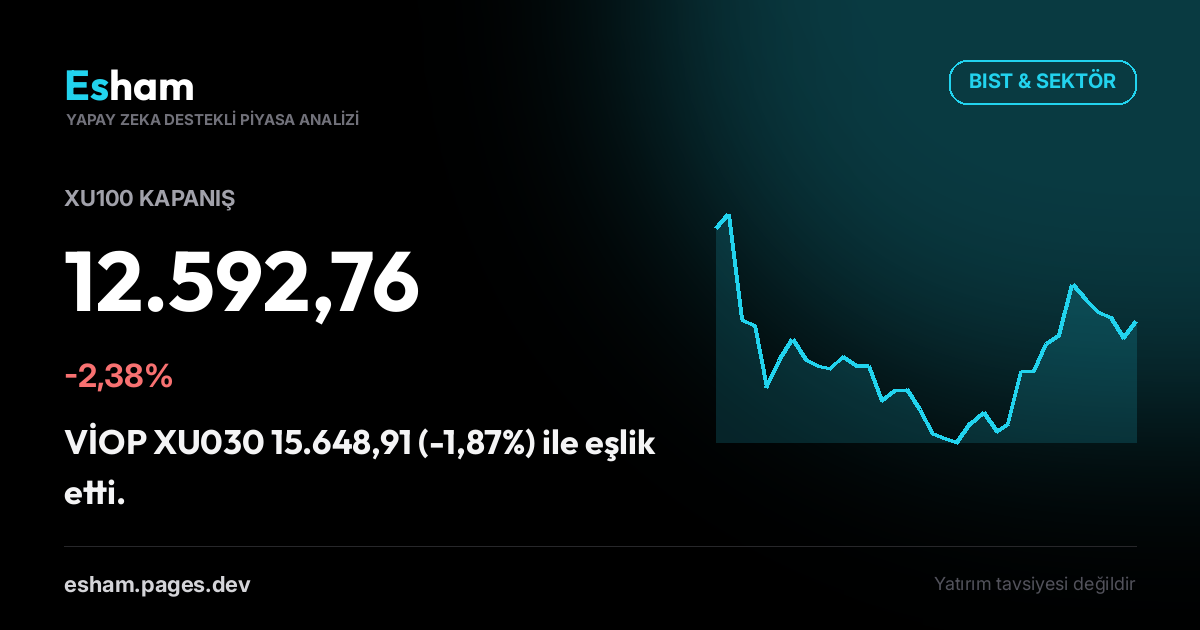 Esham
YAPAY ZEKA DESTEKLİ PİYASA ANALİZİ
BIST & SEKTÖR
XU100 KAPANIŞ
12.592,76
-2,38%
VİOP XU030 15.648,91 (-1,87%) ile eşlik
etti.
esham.pages.dev
Yatırım tavsiyesi değildir